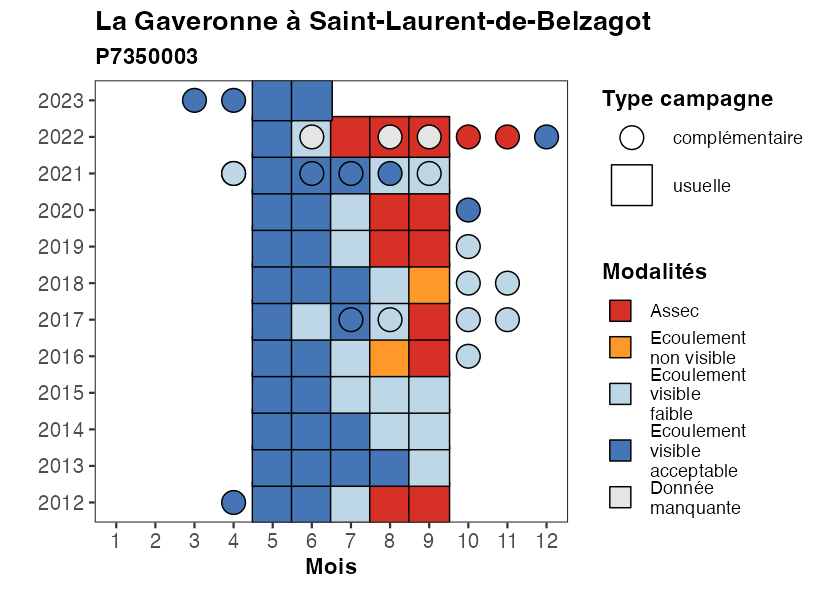 La Gaveronne à Saint-Laurent-de-Belzagot
P7350003
2023
2022
2021
2020
2019
2018
2017
2016
2015
2014
2013
2012
1 2 3 4 5 6 7 8 9 10 11 12
Mois
Type campagne
complémentaire
usuelle
Modalités
Assec
Ecoulement
non visible
Ecoulement
visible
faible
Ecoulement
visible
acceptable
Donnée
manquante